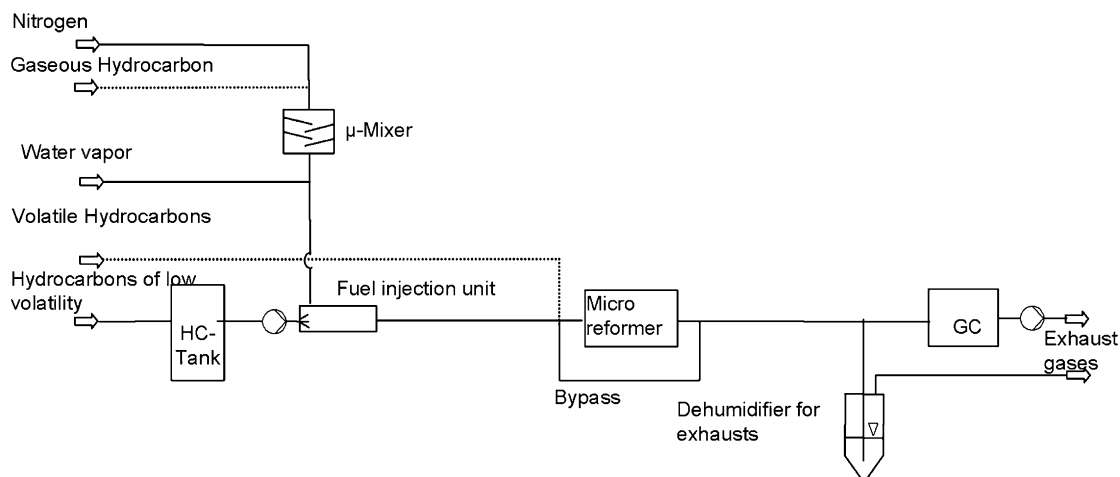 Nitrogen
Gaseous Hydrocarbon
μ-Mixer
Water vapor
Volatile Hydrocarbons
Hydrocarbons of low
volatility
Fuel injection unit
HC-
Tank
Micro
reformer
Bypass
GC
Exhaust
gases
Dehumidifier for
exhausts